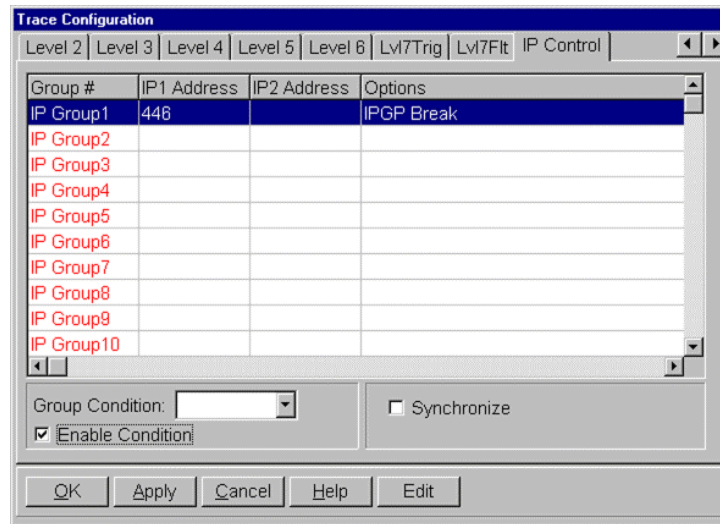 Trace Configuration
Level 2 Level 3 Level 4 Level 5 Level 6 Lvl7Trig Lvl7Flt IP Control
Group # IP1 Address IP2 Address Options
IP Group1 446 IPGP Break
IP Group2
IP Group3
IP Group4
IP Group5
IP Group6
IP Group7
IP Group8
IP Group9
IP Group10
Group Condition:
Synchronize
Enable Condition
OK Apply Cancel Help Edit